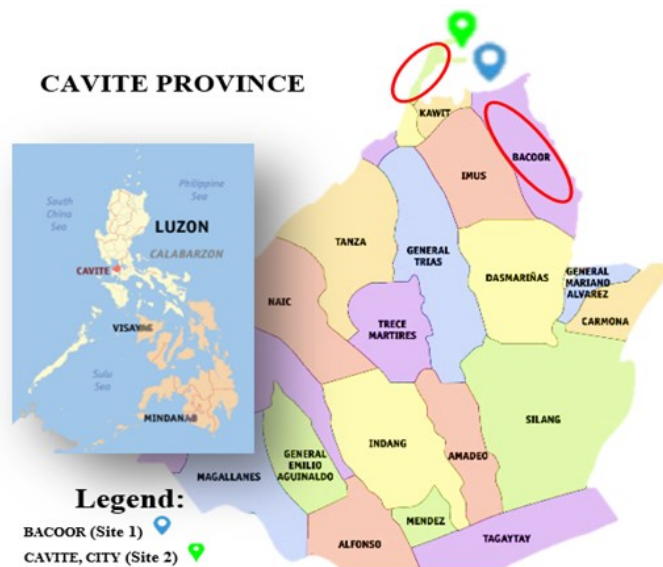 CAVITE PROVINCE
KAWIT
BACOOR
IMUS
South
China
Sea
Philippine
Sea
LUZON
CALABARZON
CAVITE
VISAYAS
Sulu
Sea
MINDANAO
TANZA
GENERAL
TRIAS
DASMARIÑAS
GENERAL
MARIANO
ALVAREZ
CARMONA
NAIC
TRECE
MARTIRES
SILANG
INDANG
AMADEO
GENERAL
EMILIO
AGUINALDO
MAGALLANES
MENDEZ
TAGAYTAY
ALFONSO
Legend:
BACOOR (Site 1)
CAVITE, CITY (Site 2)